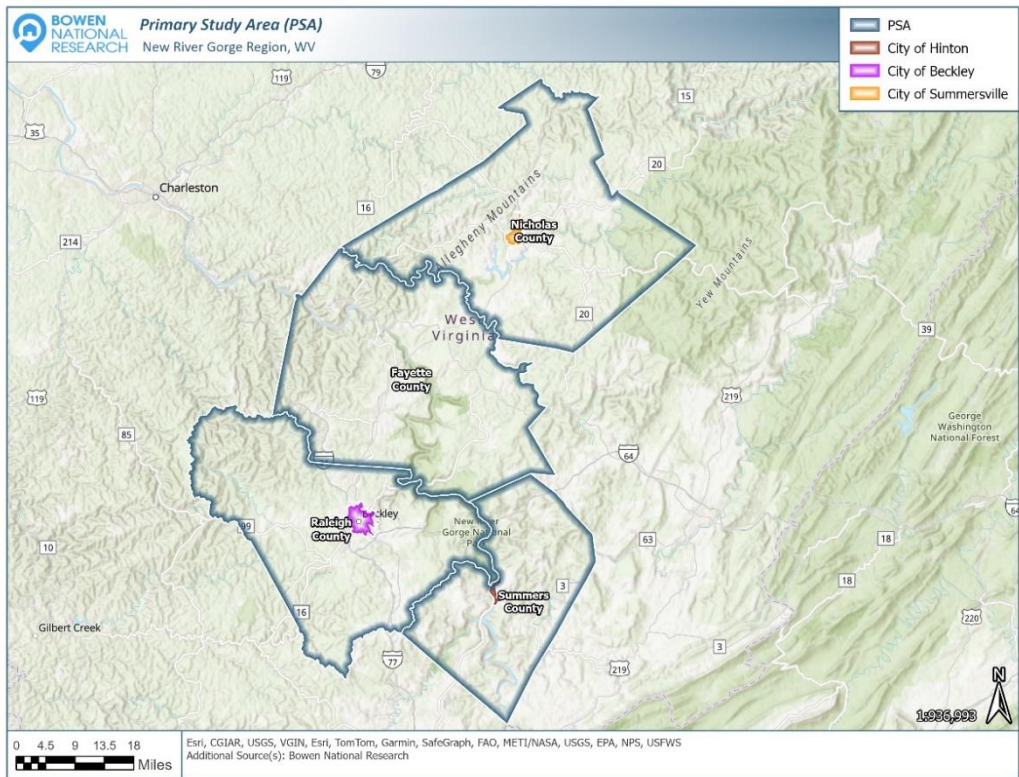 BOWEN
NATIONAL
RESEARCH
Primary Study Area (PSA)
New River Gorge Region, WV
PSA
City of Hinton
City of Beckley
City of Summersville
119
79
15
35
Charleston
20
16
Allegheny Mountains
Nicholas
County
214
Yew Mountains
20
West
Virginia
39
Fayette
County
119
219
85
George
Washington
National Forest
64
64
Beckley
Raleigh
County
99
New River
Gorge National
10
63
18
3
18
Summers
County
16
Gilbert Creek
220
3
77
219
N
1:936,993
0 4.5 9 13.5 18
Miles
Esri, CGIAR, USGS, VGIN, Esri, TomTom, Garmin, SafeGraph, FAO, METI/NASA, USGS, EPA, NPS, USFWS
Additional Source(s): Bowen National Research